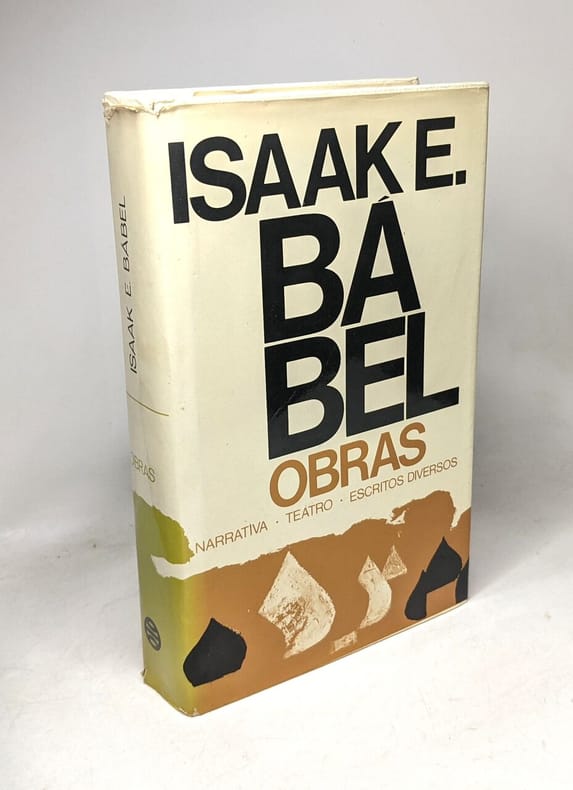 ISAAK E.
BÁ
BEL
OBRAS
NARRATIVA · TEATRO · ESCRITOS DIVERSOS
ISAAK E. BABEL
OBRAS